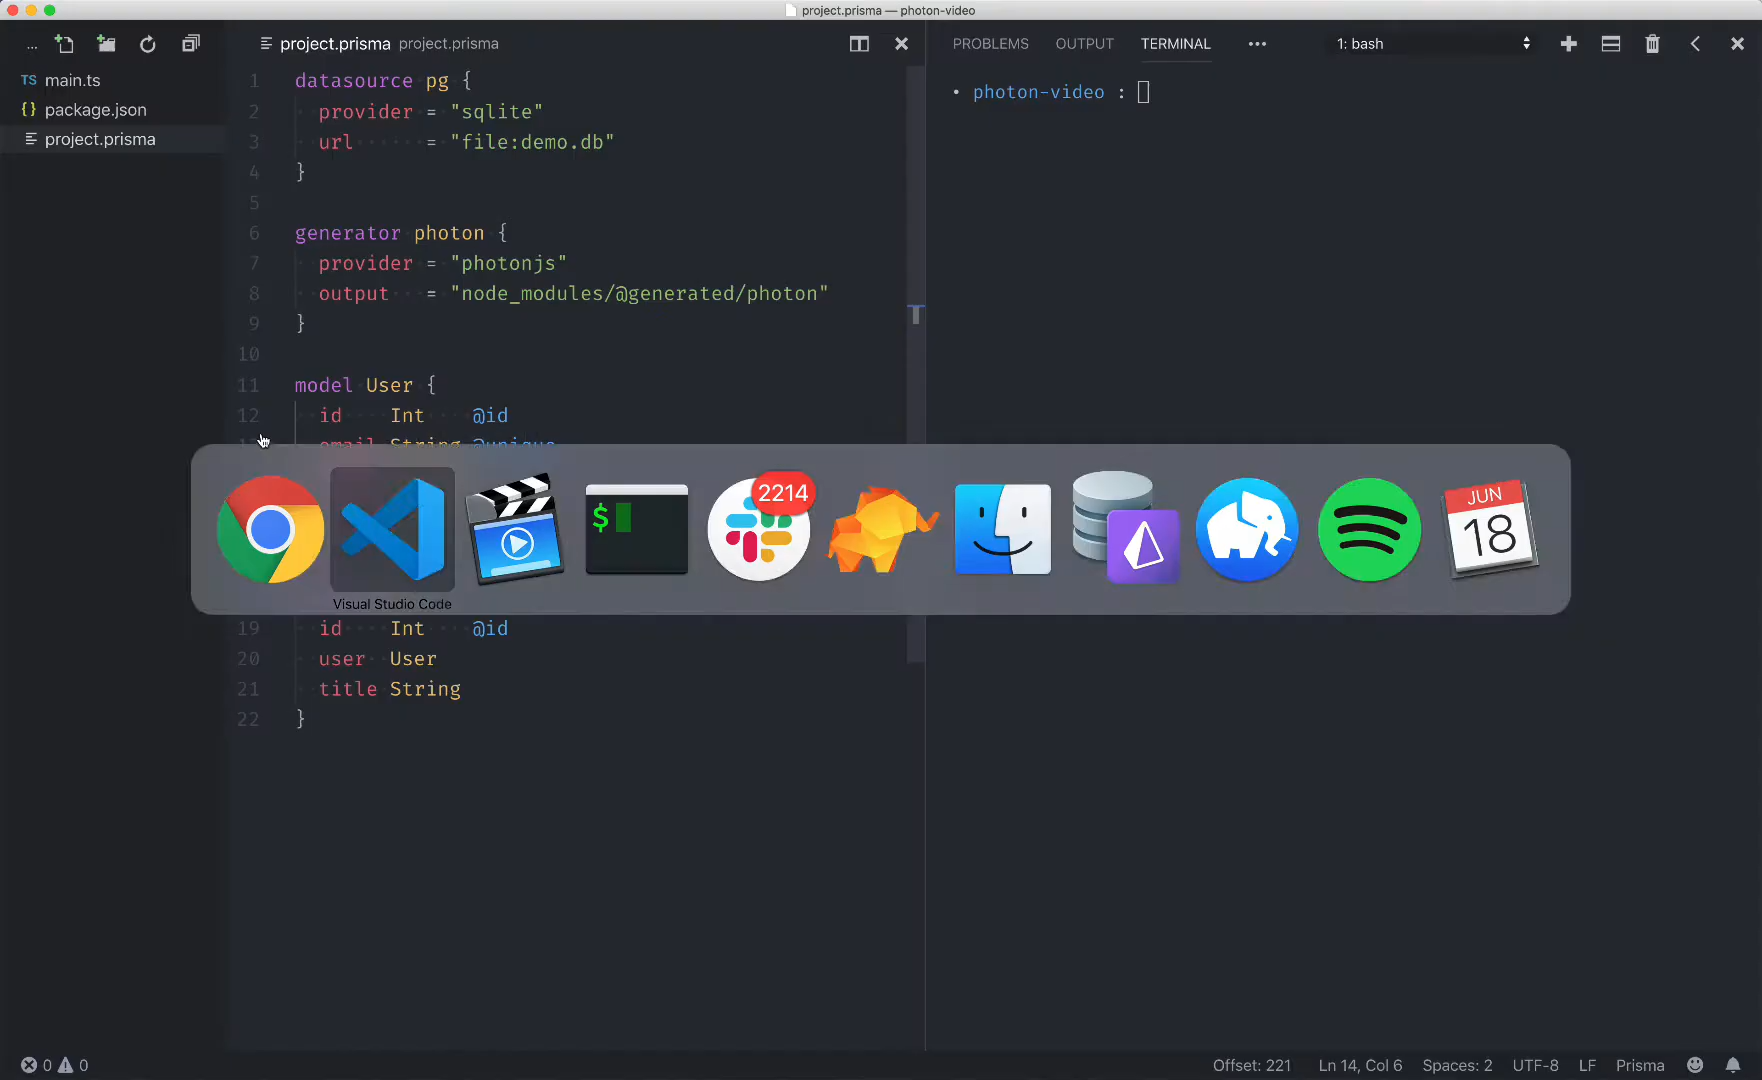 project.prisma — photon-video
...
project.prisma project.prisma
PROBLEMS OUTPUT TERMINAL ••• 1: bash
TS main.ts
{} package.json
project.prisma
1 datasource pg {
2 provider = "sqlite"
3 url = "file:demo.db"
4 }
5
6 generator photon {
7 provider = "photonjs"
8 output = "node_modules/@generated/photon"
9 }
10
11 model User {
12 id Int @id
email String @unique
19 id Int @id
20 user User
21 title String
22 }
• photon-video :
$
2214
JUN
18
Visual Studio Code
0 0
Offset: 221 Ln 14, Col 6 Spaces: 2 UTF-8 LF Prisma